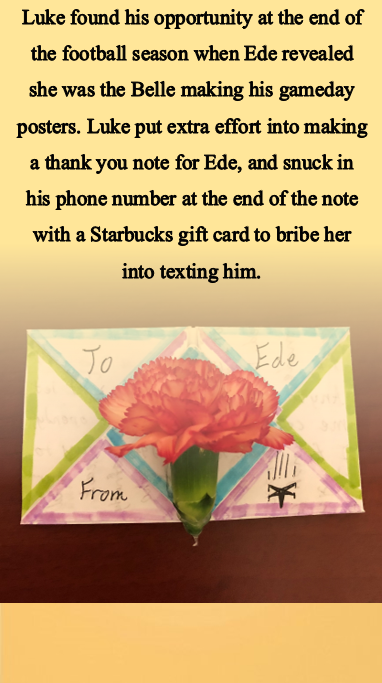 Luke found his opportunity at the end of
the football season when Ede revealed
she was the Belle making his gameday
posters. Luke put extra effort into making
a thank you note for Ede, and snuck in
his phone number at the end of the note
with a Starbucks gift card to bribe her
into texting him.
To
Ede
From